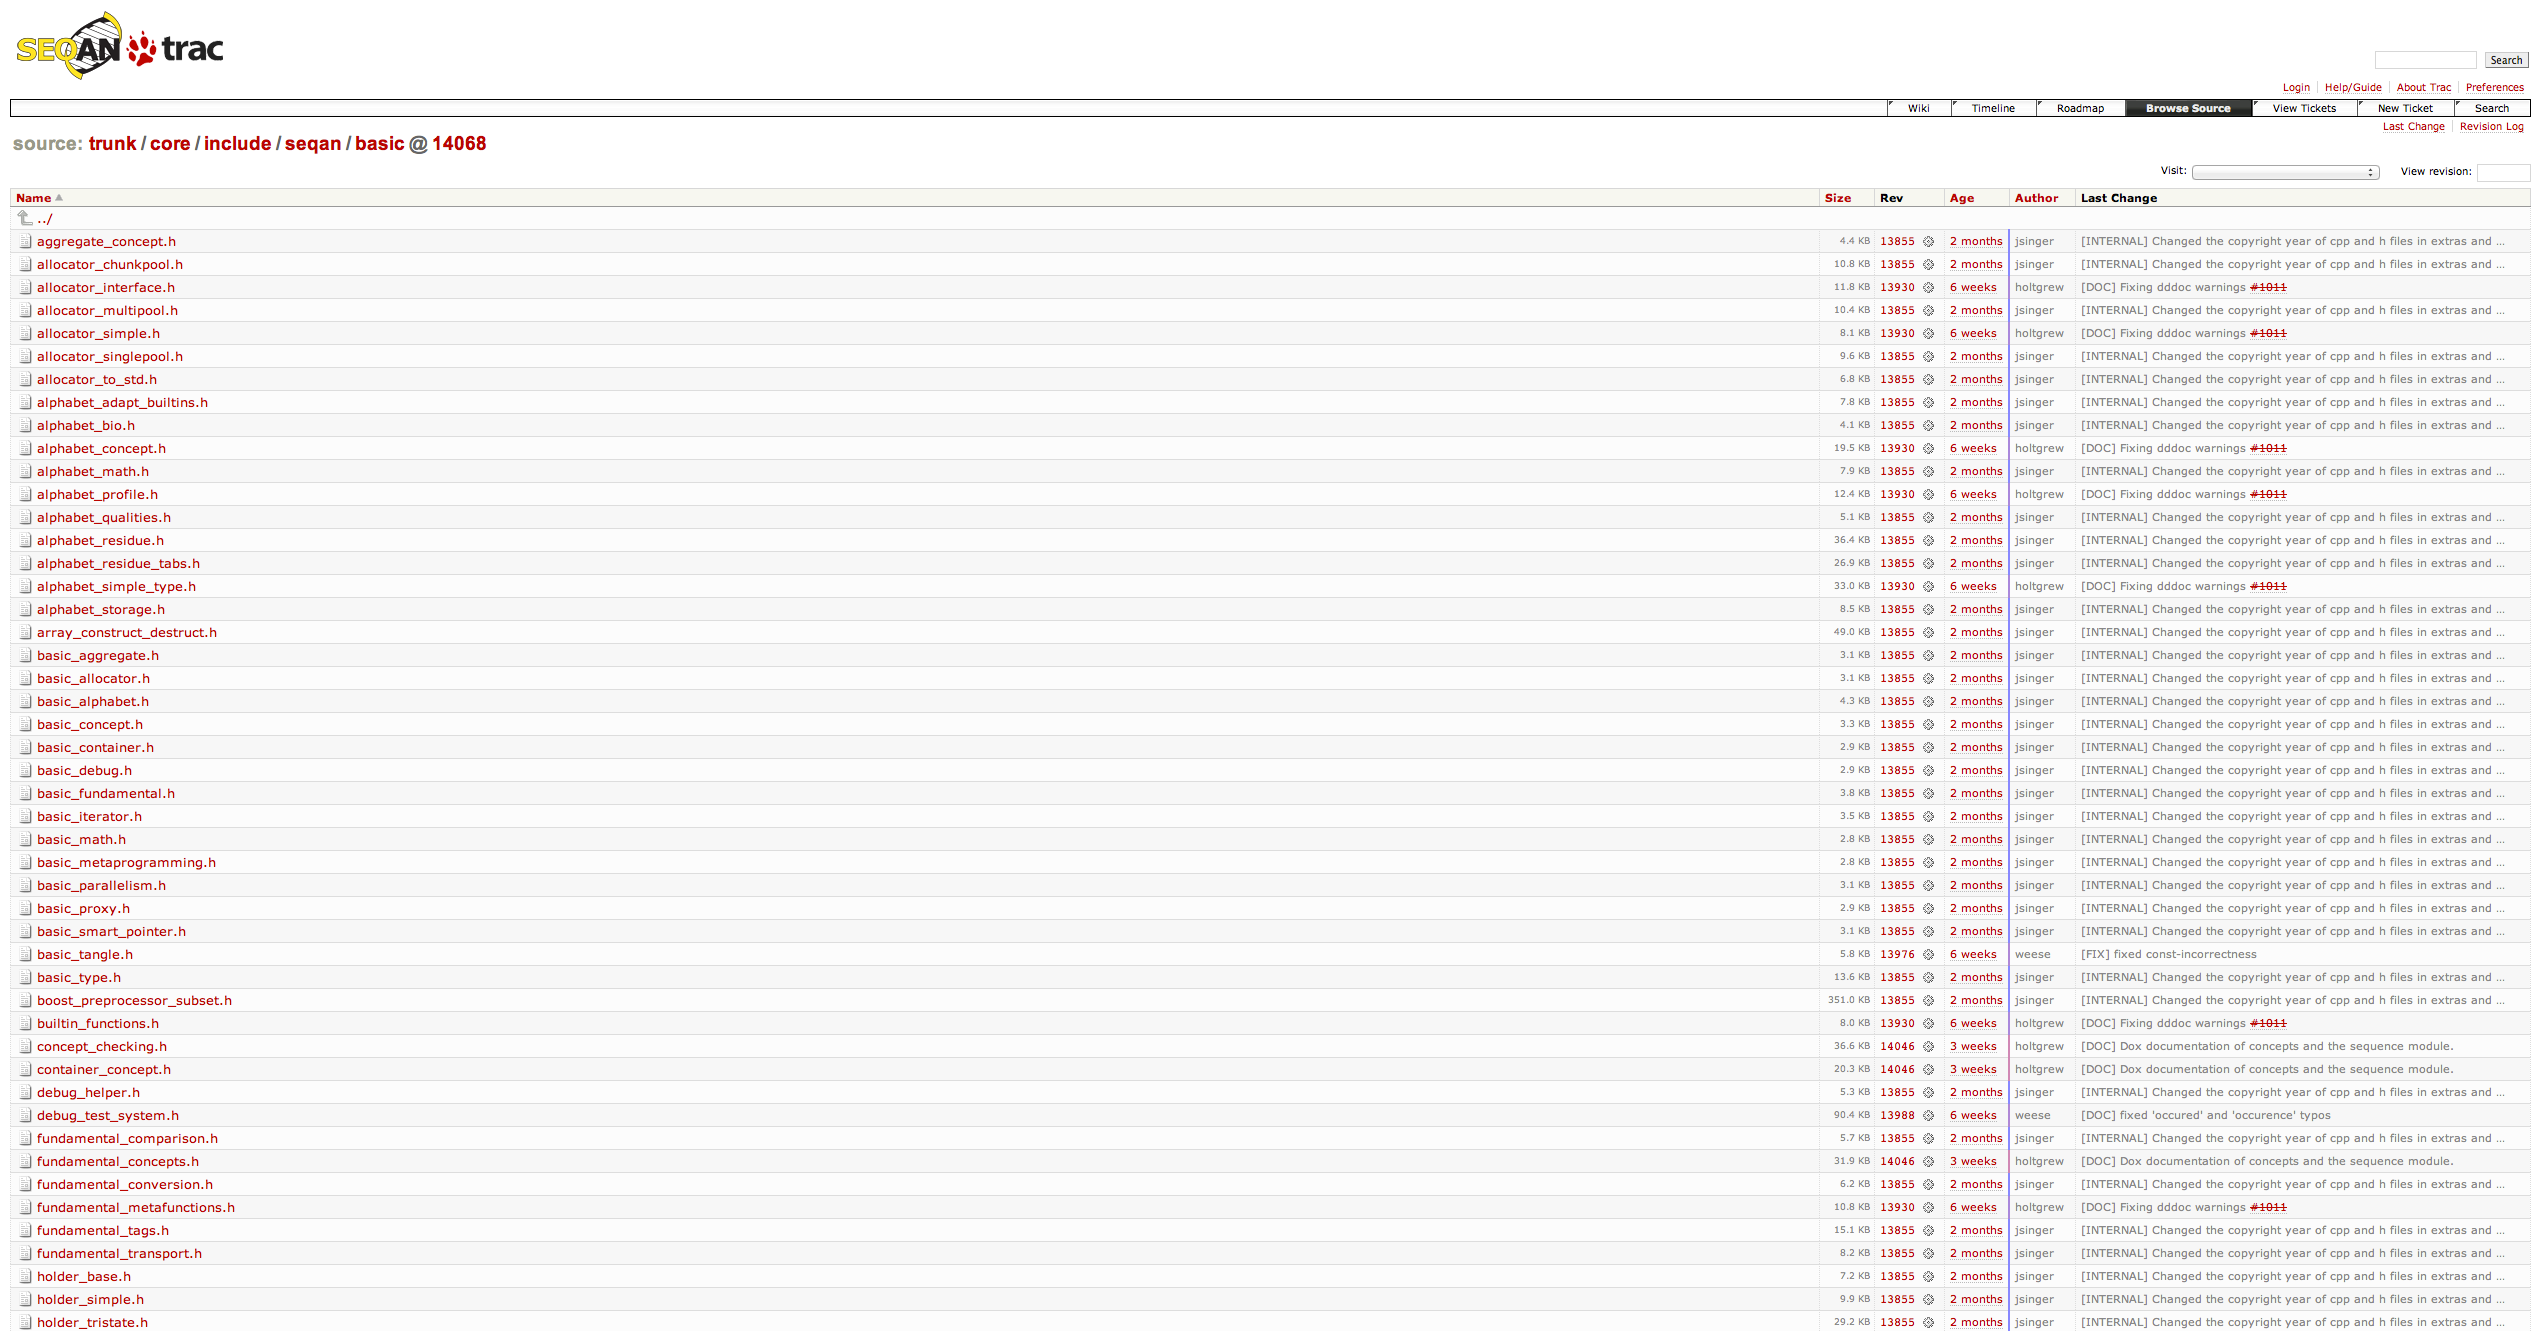 SEQAN trac
Search
Login Help/Guide About Trac Preferences
Wiki Timeline Roadmap Browse Source View Tickets New Ticket Search
Last Change Revision Log
source: trunk / core / include / seqan / basic @ 14068
Visit: View revision:
Name Size Rev Age Author Last Change
../
aggregate_concept.h 4.4 KB 13855 2 months jsinger [INTERNAL] Changed the copyright year of cpp and h files in extras and ...
allocator_chunkpool.h 10.8 KB 13855 2 months jsinger [INTERNAL] Changed the copyright year of cpp and h files in extras and ...
allocator_interface.h 11.8 KB 13930 6 weeks holtgrew [DOC] Fixing dddoc warnings #1011
allocator_multipool.h 10.4 KB 13855 2 months jsinger [INTERNAL] Changed the copyright year of cpp and h files in extras and ...
allocator_simple.h 8.1 KB 13930 6 weeks holtgrew [DOC] Fixing dddoc warnings #1011
allocator_singlepool.h 9.6 KB 13855 2 months jsinger [INTERNAL] Changed the copyright year of cpp and h files in extras and ...
allocator_to_std.h 6.8 KB 13855 2 months jsinger [INTERNAL] Changed the copyright year of cpp and h files in extras and ...
alphabet_adapt_builtins.h 7.8 KB 13855 2 months jsinger [INTERNAL] Changed the copyright year of cpp and h files in extras and ...
alphabet_bio.h 4.1 KB 13855 2 months jsinger [INTERNAL] Changed the copyright year of cpp and h files in extras and ...
alphabet_concept.h 19.5 KB 13930 6 weeks holtgrew [DOC] Fixing dddoc warnings #1011
alphabet_math.h 7.9 KB 13855 2 months jsinger [INTERNAL] Changed the copyright year of cpp and h files in extras and ...
alphabet_profile.h 12.4 KB 13930 6 weeks holtgrew [DOC] Fixing dddoc warnings #1011
alphabet_qualities.h 5.1 KB 13855 2 months jsinger [INTERNAL] Changed the copyright year of cpp and h files in extras and ...
alphabet_residue.h 36.4 KB 13855 2 months jsinger [INTERNAL] Changed the copyright year of cpp and h files in extras and ...
alphabet_residue_tabs.h 26.9 KB 13855 2 months jsinger [INTERNAL] Changed the copyright year of cpp and h files in extras and ...
alphabet_simple_type.h 33.0 KB 13930 6 weeks holtgrew [DOC] Fixing dddoc warnings #1011
alphabet_storage.h 8.5 KB 13855 2 months jsinger [INTERNAL] Changed the copyright year of cpp and h files in extras and ...
array_construct_destruct.h 49.0 KB 13855 2 months jsinger [INTERNAL] Changed the copyright year of cpp and h files in extras and ...
basic_aggregate.h 3.1 KB 13855 2 months jsinger [INTERNAL] Changed the copyright year of cpp and h files in extras and ...
basic_allocator.h 3.1 KB 13855 2 months jsinger [INTERNAL] Changed the copyright year of cpp and h files in extras and ...
basic_alphabet.h 4.3 KB 13855 2 months jsinger [INTERNAL] Changed the copyright year of cpp and h files in extras and ...
basic_concept.h 3.3 KB 13855 2 months jsinger [INTERNAL] Changed the copyright year of cpp and h files in extras and ...
basic_container.h 2.9 KB 13855 2 months jsinger [INTERNAL] Changed the copyright year of cpp and h files in extras and ...
basic_debug.h 2.9 KB 13855 2 months jsinger [INTERNAL] Changed the copyright year of cpp and h files in extras and ...
basic_fundamental.h 3.8 KB 13855 2 months jsinger [INTERNAL] Changed the copyright year of cpp and h files in extras and ...
basic_iterator.h 3.5 KB 13855 2 months jsinger [INTERNAL] Changed the copyright year of cpp and h files in extras and ...
basic_math.h 2.8 KB 13855 2 months jsinger [INTERNAL] Changed the copyright year of cpp and h files in extras and ...
basic_metaprogramming.h 2.8 KB 13855 2 months jsinger [INTERNAL] Changed the copyright year of cpp and h files in extras and ...
basic_parallelism.h 3.1 KB 13855 2 months jsinger [INTERNAL] Changed the copyright year of cpp and h files in extras and ...
basic_proxy.h 2.9 KB 13855 2 months jsinger [INTERNAL] Changed the copyright year of cpp and h files in extras and ...
basic_smart_pointer.h 3.1 KB 13855 2 months jsinger [INTERNAL] Changed the copyright year of cpp and h files in extras and ...
basic_tangle.h 5.8 KB 13976 6 weeks weese [FIX] fixed const-incorrectness
basic_type.h 13.6 KB 13855 2 months jsinger [INTERNAL] Changed the copyright year of cpp and h files in extras and ...
boost_preprocessor_subset.h 351.0 KB 13855 2 months jsinger [INTERNAL] Changed the copyright year of cpp and h files in extras and ...
builtin_functions.h 8.0 KB 13930 6 weeks holtgrew [DOC] Fixing dddoc warnings #1011
concept_checking.h 36.6 KB 14046 3 weeks holtgrew [DOC] Dox documentation of concepts and the sequence module.
container_concept.h 20.3 KB 14046 3 weeks holtgrew [DOC] Dox documentation of concepts and the sequence module.
debug_helper.h 5.3 KB 13855 2 months jsinger [INTERNAL] Changed the copyright year of cpp and h files in extras and ...
debug_test_system.h 90.4 KB 13988 6 weeks weese [DOC] fixed 'occured' and 'occurence' typos
fundamental_comparison.h 5.7 KB 13855 2 months jsinger [INTERNAL] Changed the copyright year of cpp and h files in extras and ...
fundamental_concepts.h 31.9 KB 14046 3 weeks holtgrew [DOC] Dox documentation of concepts and the sequence module.
fundamental_conversion.h 6.2 KB 13855 2 months jsinger [INTERNAL] Changed the copyright year of cpp and h files in extras and ...
fundamental_metafunctions.h 10.8 KB 13930 6 weeks holtgrew [DOC] Fixing dddoc warnings #1011
fundamental_tags.h 15.1 KB 13855 2 months jsinger [INTERNAL] Changed the copyright year of cpp and h files in extras and ...
fundamental_transport.h 8.2 KB 13855 2 months jsinger [INTERNAL] Changed the copyright year of cpp and h files in extras and ...
holder_base.h 7.2 KB 13855 2 months jsinger [INTERNAL] Changed the copyright year of cpp and h files in extras and ...
holder_simple.h 9.9 KB 13855 2 months jsinger [INTERNAL] Changed the copyright year of cpp and h files in extras and ...
holder_tristate.h 29.2 KB 13855 2 months jsinger [INTERNAL] Changed the copyright year of cpp and h files in extras and ...